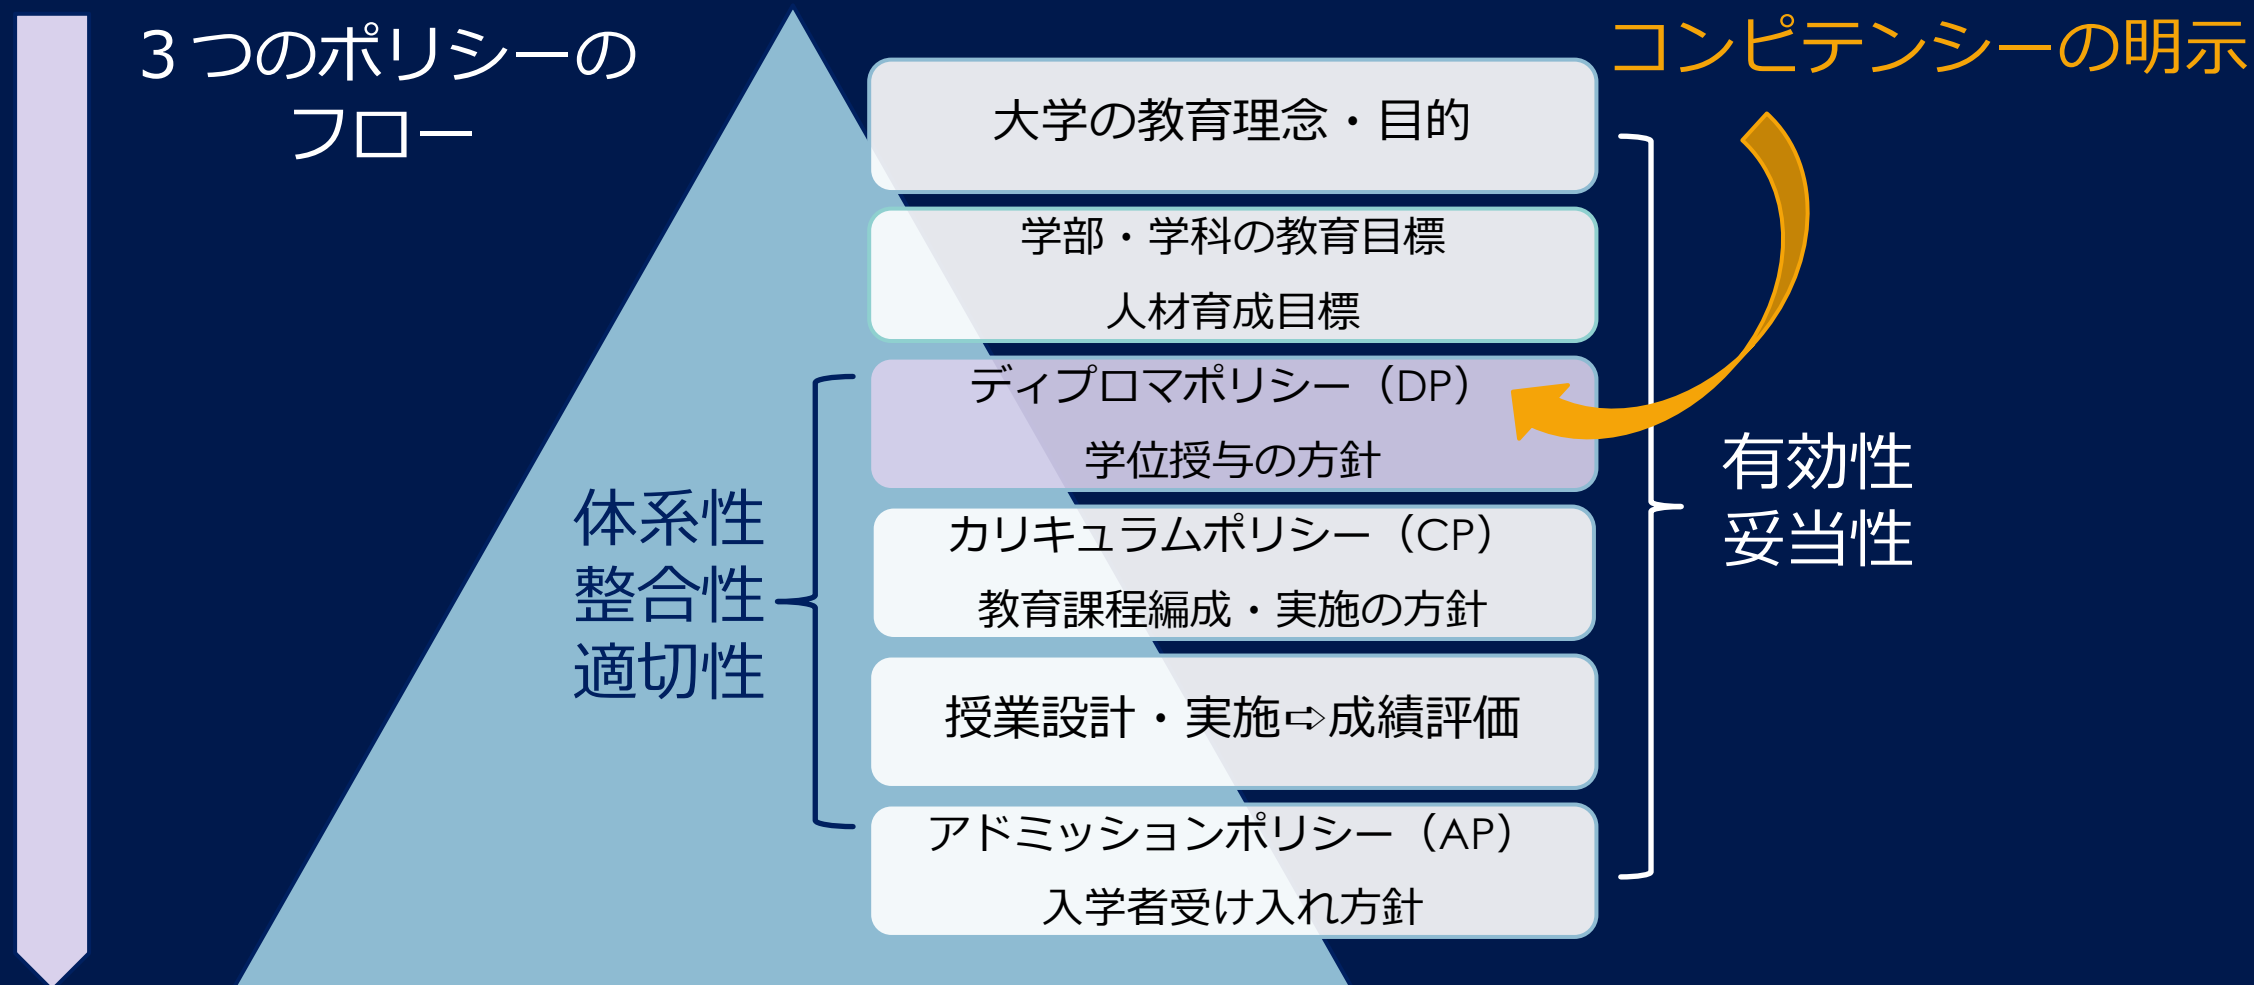 3つのポリシーの
フロー
コンピテンシーの明示
大学の教育理念・目的
学部・学科の教育目標
人材育成目標
ディプロマポリシー（DP）
学位授与の方針
カリキュラムポリシー（CP）
教育課程編成・実施の方針
授業設計・実施⇨成績評価
アドミッションポリシー（AP）
入学者受け入れ方針
体系性
整合性
適切性
有効性
妥当性